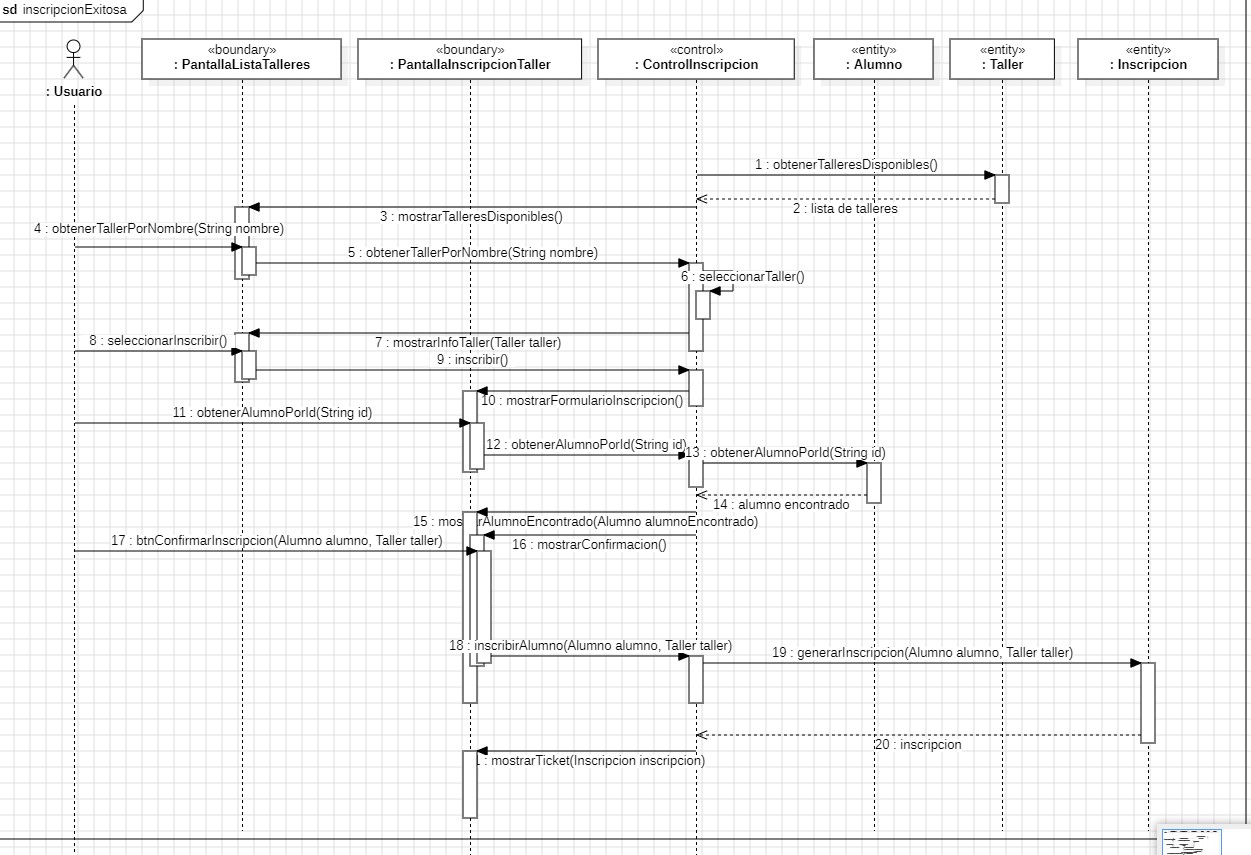 sd inscripcionExitosa
: Usuario
«boundary»
: PantallaListaTalleres
«boundary»
: PantallaInscripcionTaller
«control»
: ControlInscripcion
«entity»
: Alumno
«entity»
: Taller
«entity»
: Inscripcion
1 : obtenerTalleresDisponibles()
2 : lista de talleres
3 : mostrarTalleresDisponibles()
4 : obtenerTallerPorNombre(String nombre)
5 : obtenerTallerPorNombre(String nombre)
6 : seleccionarTaller()
7 : mostrarInfoTaller(Taller taller)
8 : seleccionarInscribir()
9 : inscribir()
10 : mostrarFormularioInscripcion()
11 : obtenerAlumnoPorId(String id)
12 : obtenerAlumnoPorId(String id)
13 : obtenerAlumnoPorId(String id)
14 : alumno encontrado
15 : mos rAlumnoEncontrado(Alumno alumnoEncontrado)
16 : mostrarConfirmacion()
17 : btnConfirmarInscripcion(Alumno alumno, Taller taller)
18 : inscribirAlumno(Alumno alumno, Taller taller)
19 : generarInscripcion(Alumno alumno, Taller taller)
20 : inscripcion
: mostrarTicket(Inscripcion inscripcion)